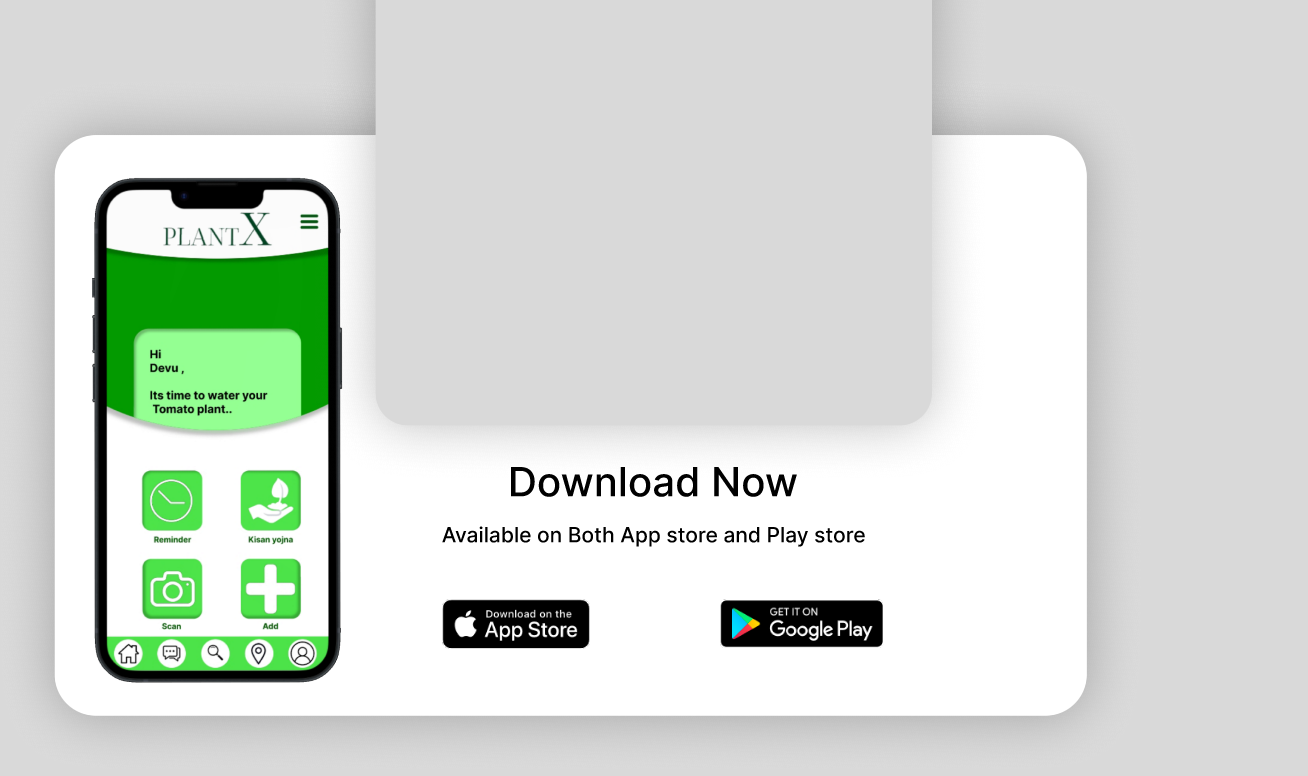 PLANTX
Hi
Devu ,
Its time to water your
Tomato plant..
Reminder
Kisan yojna
Scan
Add
Download Now
Available on Both App store and Play store
Download on the
App Store
GET IT ON
Google Play